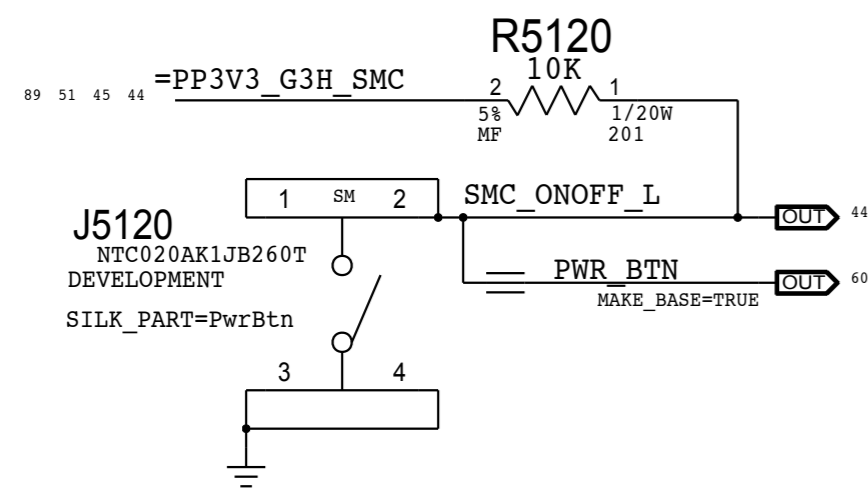 R5120
10K
=PP3V3_G3H_SMC
89 51 45 44
2
1
5%
1/20W
MF
201
1
SM
2
SMC_ONOFF_L
OUT
44
J5120
NTC020AK1JB260T
DEVELOPMENT
PWR_BTN
OUT
60
MAKE_BASE=TRUE
SILK_PART=PwrBtn
3
4